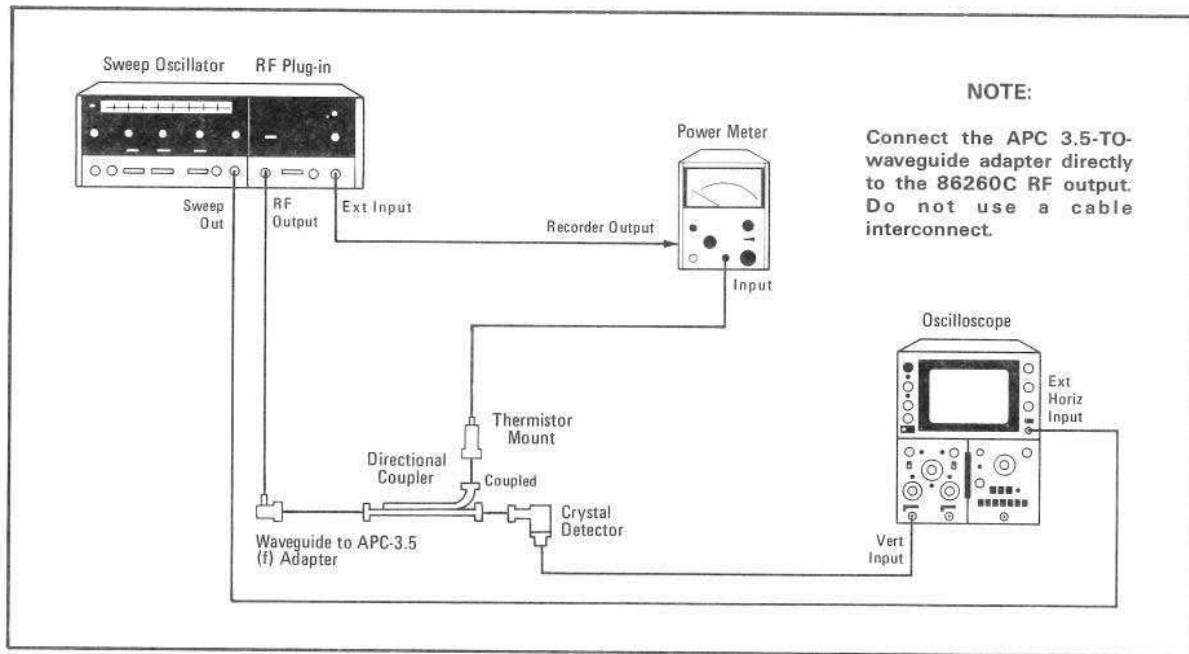 Sweep Oscillator
RF Plug-in
NOTE:
Connect the APC 3.5-TO-
waveguide adapter directly
to the 86260C RF output.
Do not use a cable
interconnect.
Power Meter
Sweep
Out
RF
Output
Ext Input
Recorder Output
Input
Oscilloscope
Ext
Horiz
Input
Thermistor
Mount
Directional
Coupler
Coupled
Crystal
Detector
Waveguide to APC-3.5
(f) Adapter
Vert
Input